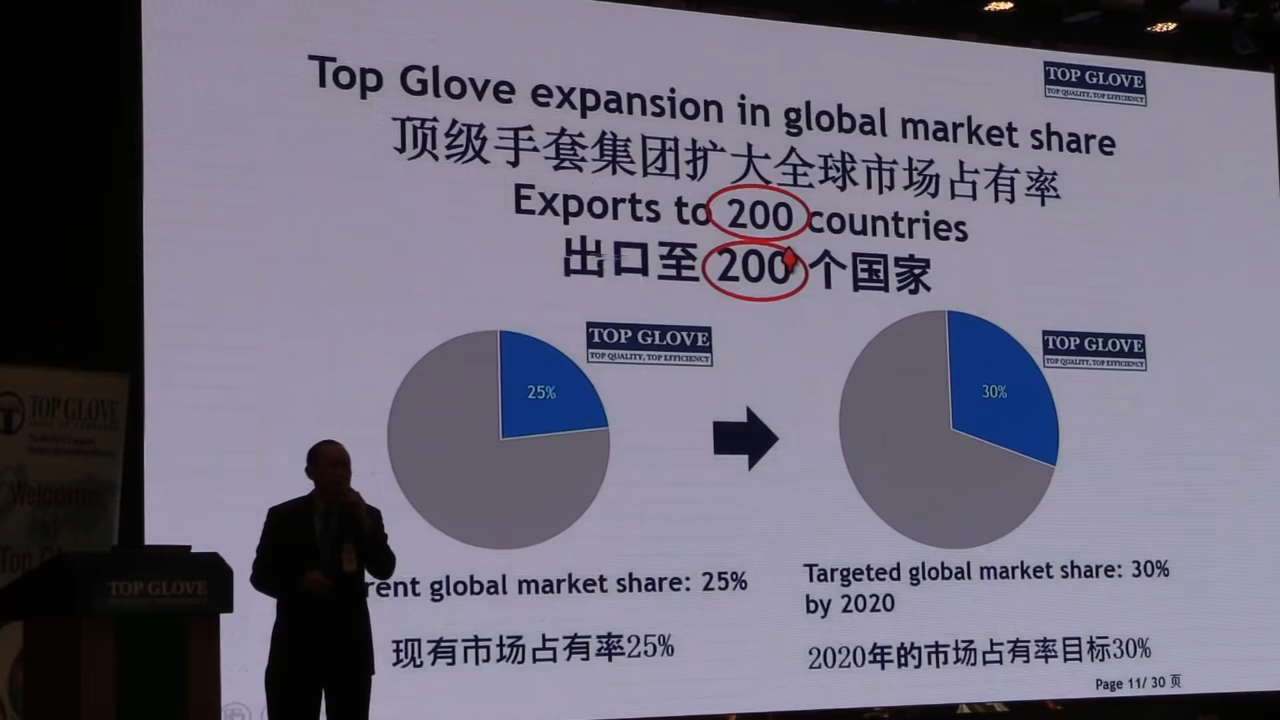 Top Glove expansion in global market share
TOP GLOVE
TOP QUALITY, TOP EFFICIENCY
顶级手套集团扩大全球市场占有率
Exports to 200 countries
出口至 200 个国家
25%
TOP GLOVE
TOP QUALITY, TOP EFFICIENCY
30%
TOP GLOVE
TOP QUALITY, TOP EFFICIENCY
rent global market share: 25%
现有市场占有率25%
Targeted global market share: 30%
by 2020
2020年的市场占有率目标30%
Page 11/ 30 页
TOP GLOVE
Welcome
Top
TOP GLOVE